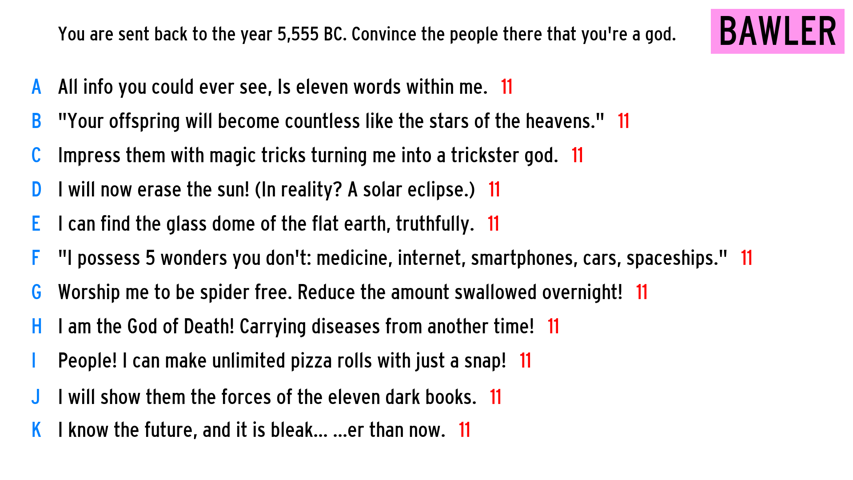 You are sent back to the year 5,555 BC. Convince the people there that you're a god.
BAWLER
A All info you could ever see, Is eleven words within me. 11
B "Your offspring will become countless like the stars of the heavens." 11
C Impress them with magic tricks turning me into a trickster god. 11
D I will now erase the sun! (In reality? A solar eclipse.) 11
E I can find the glass dome of the flat earth, truthfully. 11
F "I possess 5 wonders you don't: medicine, internet, smartphones, cars, spaceships." 11
G Worship me to be spider free. Reduce the amount swallowed overnight! 11
H I am the God of Death! Carrying diseases from another time! 11
I People! I can make unlimited pizza rolls with just a snap! 11
J I will show them the forces of the eleven dark books. 11
K I know the future, and it is bleak... ...er than now. 11